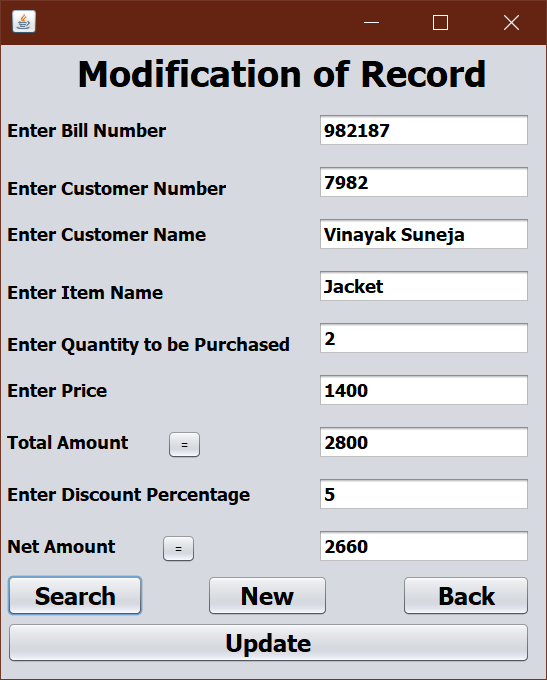 Modification of Record
Enter Bill Number 982187
Enter Customer Number 7982
Enter Customer Name Vinayak Suneja
Enter Item Name Jacket
Enter Quantity to be Purchased 2
Enter Price 1400
Total Amount = 2800
Enter Discount Percentage 5
Net Amount = 2660
Search New Back
Update